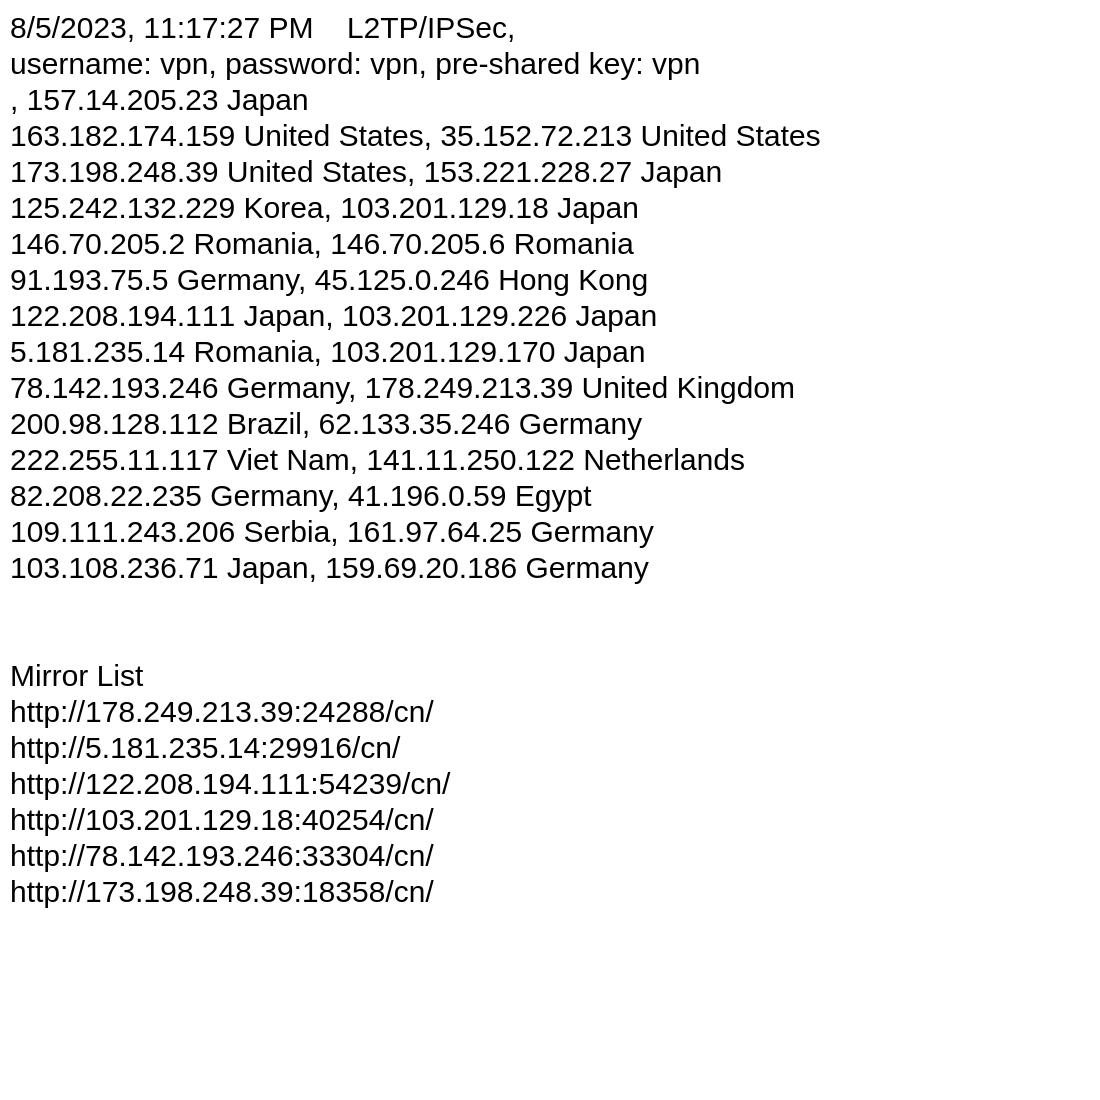 8/5/2023, 11:17:27 PM    L2TP/IPSec,
username: vpn, password: vpn, pre-shared key: vpn
, 157.14.205.23 Japan
163.182.174.159 United States, 35.152.72.213 United States
173.198.248.39 United States, 153.221.228.27 Japan
125.242.132.229 Korea, 103.201.129.18 Japan
146.70.205.2 Romania, 146.70.205.6 Romania
91.193.75.5 Germany, 45.125.0.246 Hong Kong
122.208.194.111 Japan, 103.201.129.226 Japan
5.181.235.14 Romania, 103.201.129.170 Japan
78.142.193.246 Germany, 178.249.213.39 United Kingdom
200.98.128.112 Brazil, 62.133.35.246 Germany
222.255.11.117 Viet Nam, 141.11.250.122 Netherlands
82.208.22.235 Germany, 41.196.0.59 Egypt
109.111.243.206 Serbia, 161.97.64.25 Germany
103.108.236.71 Japan, 159.69.20.186 Germany
Mirror List
http://178.249.213.39:24288/cn/
http://5.181.235.14:29916/cn/
http://122.208.194.111:54239/cn/
http://103.201.129.18:40254/cn/
http://78.142.193.246:33304/cn/
http://173.198.248.39:18358/cn/